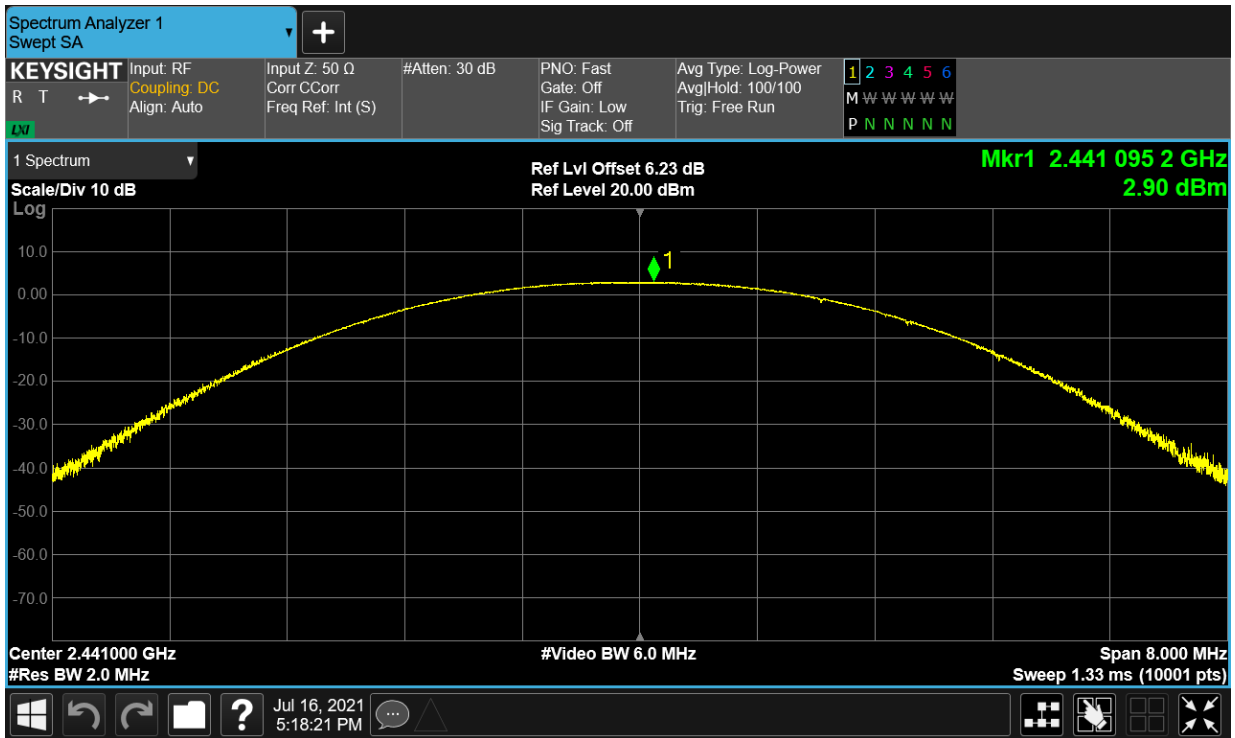 Spectrum Analyzer 1
Swept SA
KEYSIGHT
R T
LXI
Input: RF
Coupling: DC
Align: Auto
Input Z: 50 Ω
Corr CCorr
Freq Ref: Int (S)
#Atten: 30 dB
PNO: Fast
Gate: Off
IF Gain: Low
Sig Track: Off
Avg Type: Log-Power
Avg|Hold: 100/100
Trig: Free Run
1 2 3 4 5 6
M W W W W W
P N N N N N
1 Spectrum
Scale/Div 10 dB
Log
Ref Lvl Offset 6.23 dB
Ref Level 20.00 dBm
Mkr1 2.441 095 2 GHz
2.90 dBm
1
10.0
0.00
-10.0
-20.0
-30.0
-40.0
-50.0
-60.0
-70.0
Center 2.441000 GHz
#Res BW 2.0 MHz
#Video BW 6.0 MHz
Span 8.000 MHz
Sweep 1.33 ms (10001 pts)
?
Jul 16, 2021
5:18:21 PM